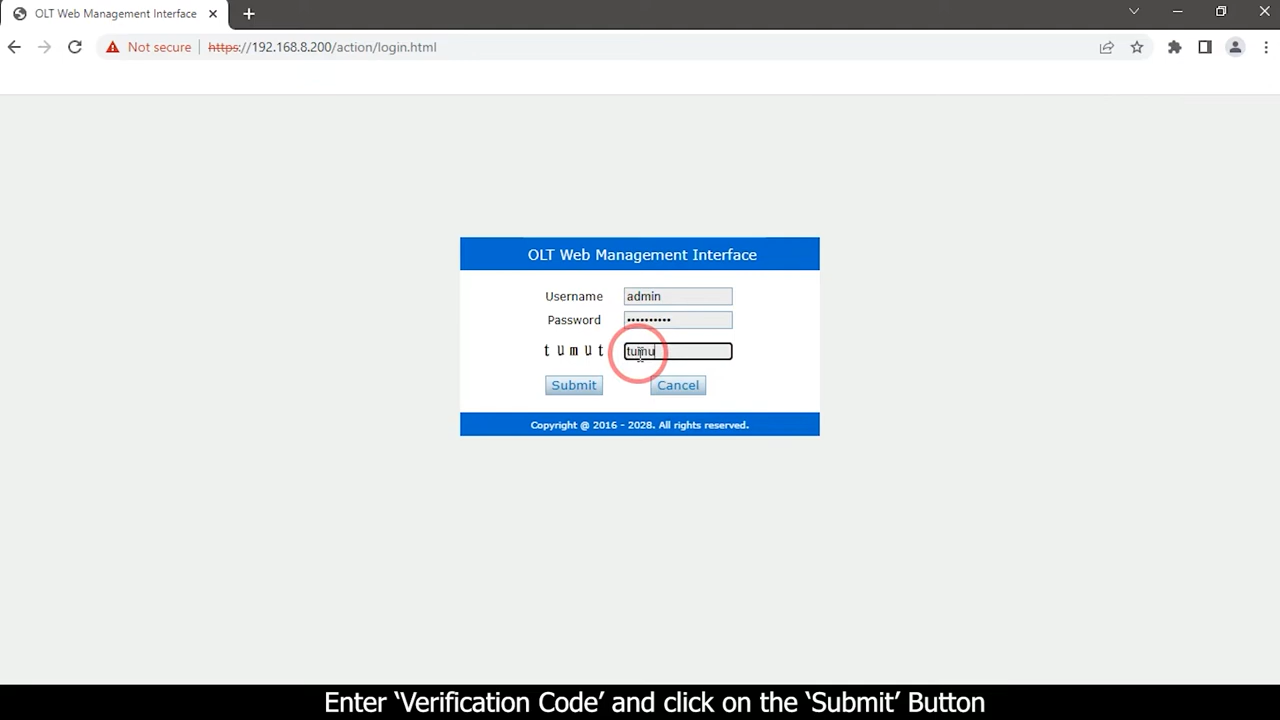 OLT Web Management Interface
Not secure https://192.168.8.200/action/login.html
OLT Web Management Interface
Username admin
Password ••••••••••
t u m u t tumu
Submit Cancel
Copyright @ 2016 - 2028. All rights reserved.
Enter ‘Verification Code’ and click on the ‘Submit’ Button